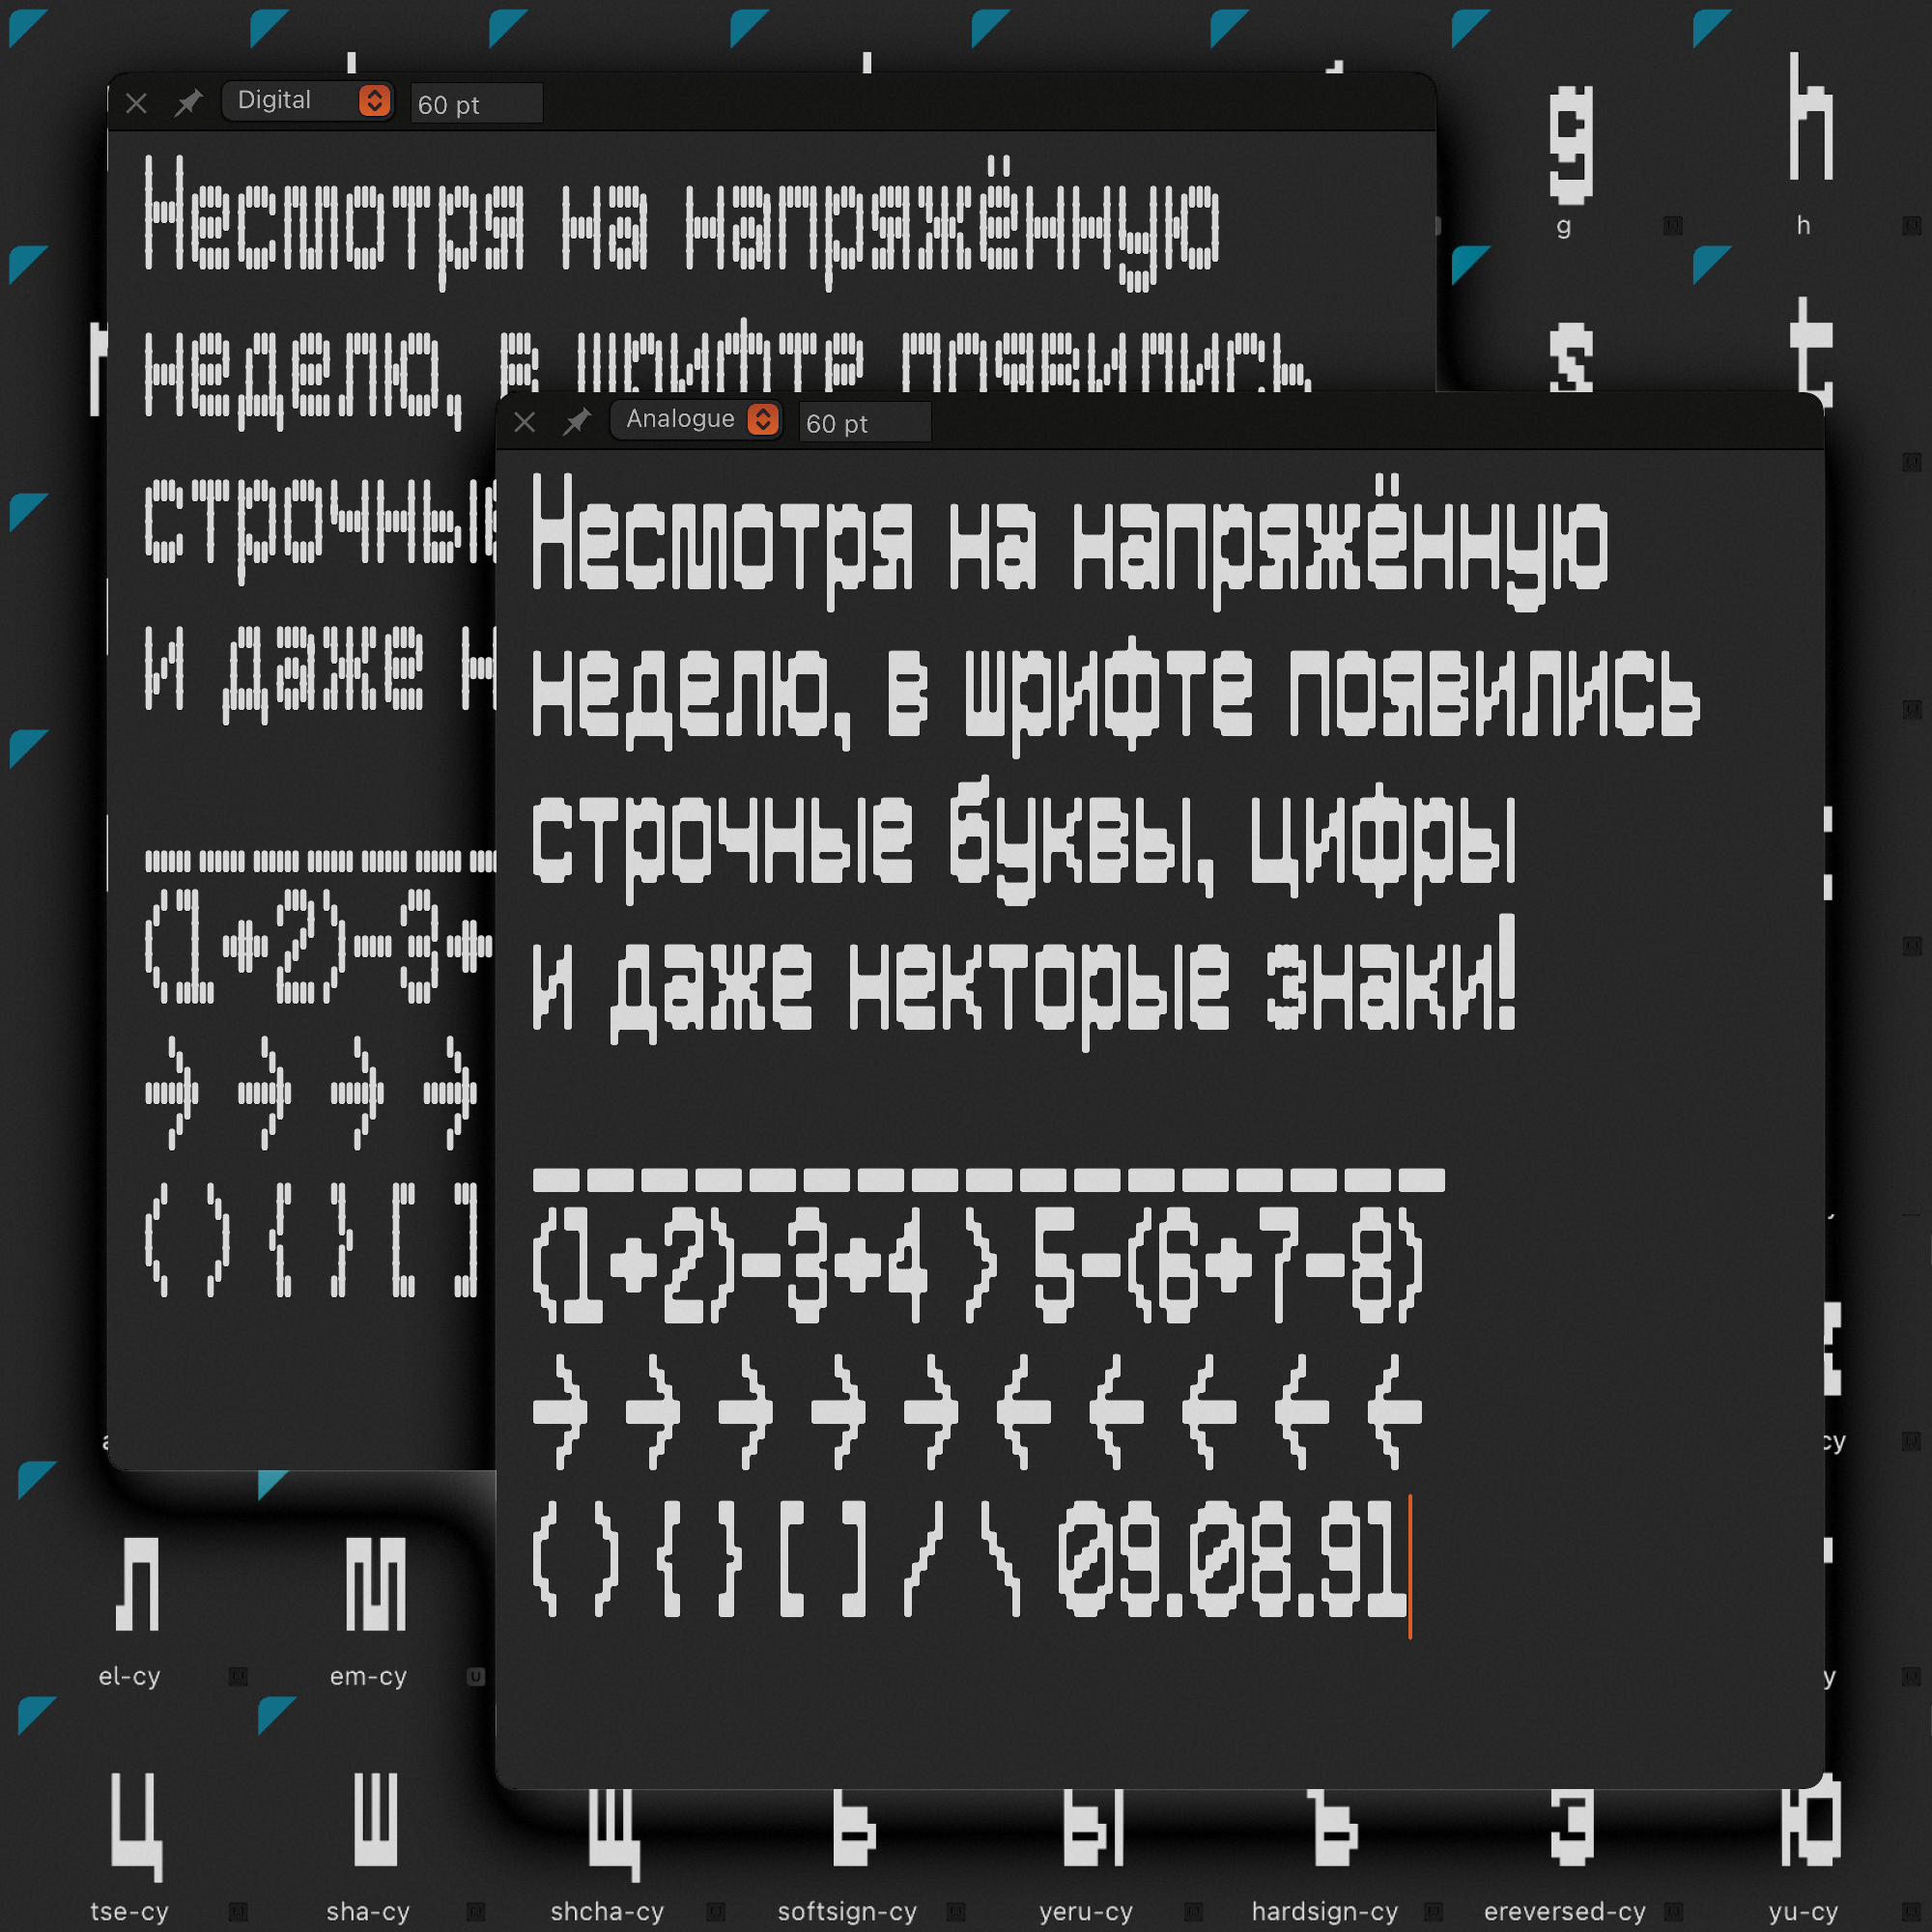 g
h
s
t
Digital 60 pt
Несмотря на напряжённую
неделю, в шрифте появились
строчные
и даже н
(1+2)-3+
→ → → →
( ) { } [ ]
Analogue 60 pt
Несмотря на напряжённую
неделю, в шрифте появились
строчные буквы, цифры
и даже некторые знаки!
_________________
(1+2)-3+4 > 5-(6+7-8)
→ → → → → ← ← ← ← ←
( ) { } [ ] / \ 09.08.91
g h
cy
л м
el-cy em-cy
y
ц ш щ ь ы ъ э ю
tse-cy sha-cy shcha-cy softsign-cy yeru-cy hardsign-cy ereversed-cy yu-cy